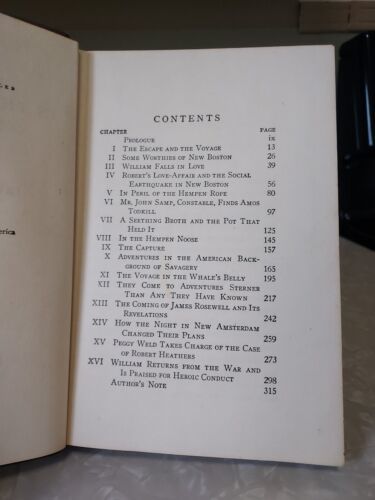 CONTENTS
CHAPTER PAGE
PROLOGUE ix
I THE ESCAPE AND THE VOYAGE 13
II SOME WORTHIES OF NEW BOSTON 26
III WILLIAM FALLS IN LOVE 39
IV ROBERT'S LOVE-AFFAIR AND THE SOCIAL
EARTHQUAKE IN NEW BOSTON 56
V IN PERIL OF THE HEMPEN ROPE 80
VI MR. JOHN SAMP, CONSTABLE, FINDS AMOS
TODKILL 97
VII A SEETHING BROTH AND THE POT THAT
HELD IT 125
VIII IN THE HEMPEN NOOSE 145
IX THE CAPTURE 157
X ADVENTURES IN THE AMERICAN BACK-
GROUND OF SAVAGERY 165
XI THE VOYAGE IN THE WHALE'S BELLY 195
XII THEY COME TO ADVENTURES STERNER
THAN ANY THEY HAVE KNOWN 217
XIII THE COMING OF JAMES ROSEWELL AND ITS
REVELATIONS 242
XIV HOW THE NIGHT IN NEW AMSTERDAM
CHANGED THEIR PLANS 259
XV PEGGY WELD TAKES CHARGE OF THE CASE
OF ROBERT HEATHERS 273
XVI WILLIAM RETURNS FROM THE WAR AND
IS PRAISED FOR HEROIC CONDUCT 298
AUTHOR'S NOTE 315